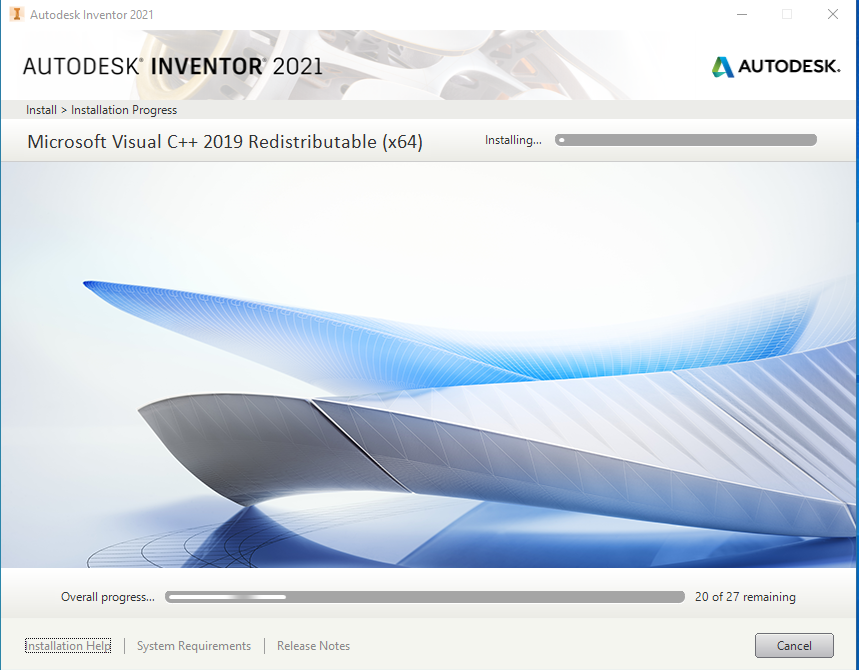 Autodesk Inventor 2021
AUTODESK® INVENTOR® 2021
AUTODESK.
Install > Installation Progress
Microsoft Visual C++ 2019 Redistributable (x64)
Installing...
Overall progress...
20 of 27 remaining
Installation Help
System Requirements
Release Notes
Cancel